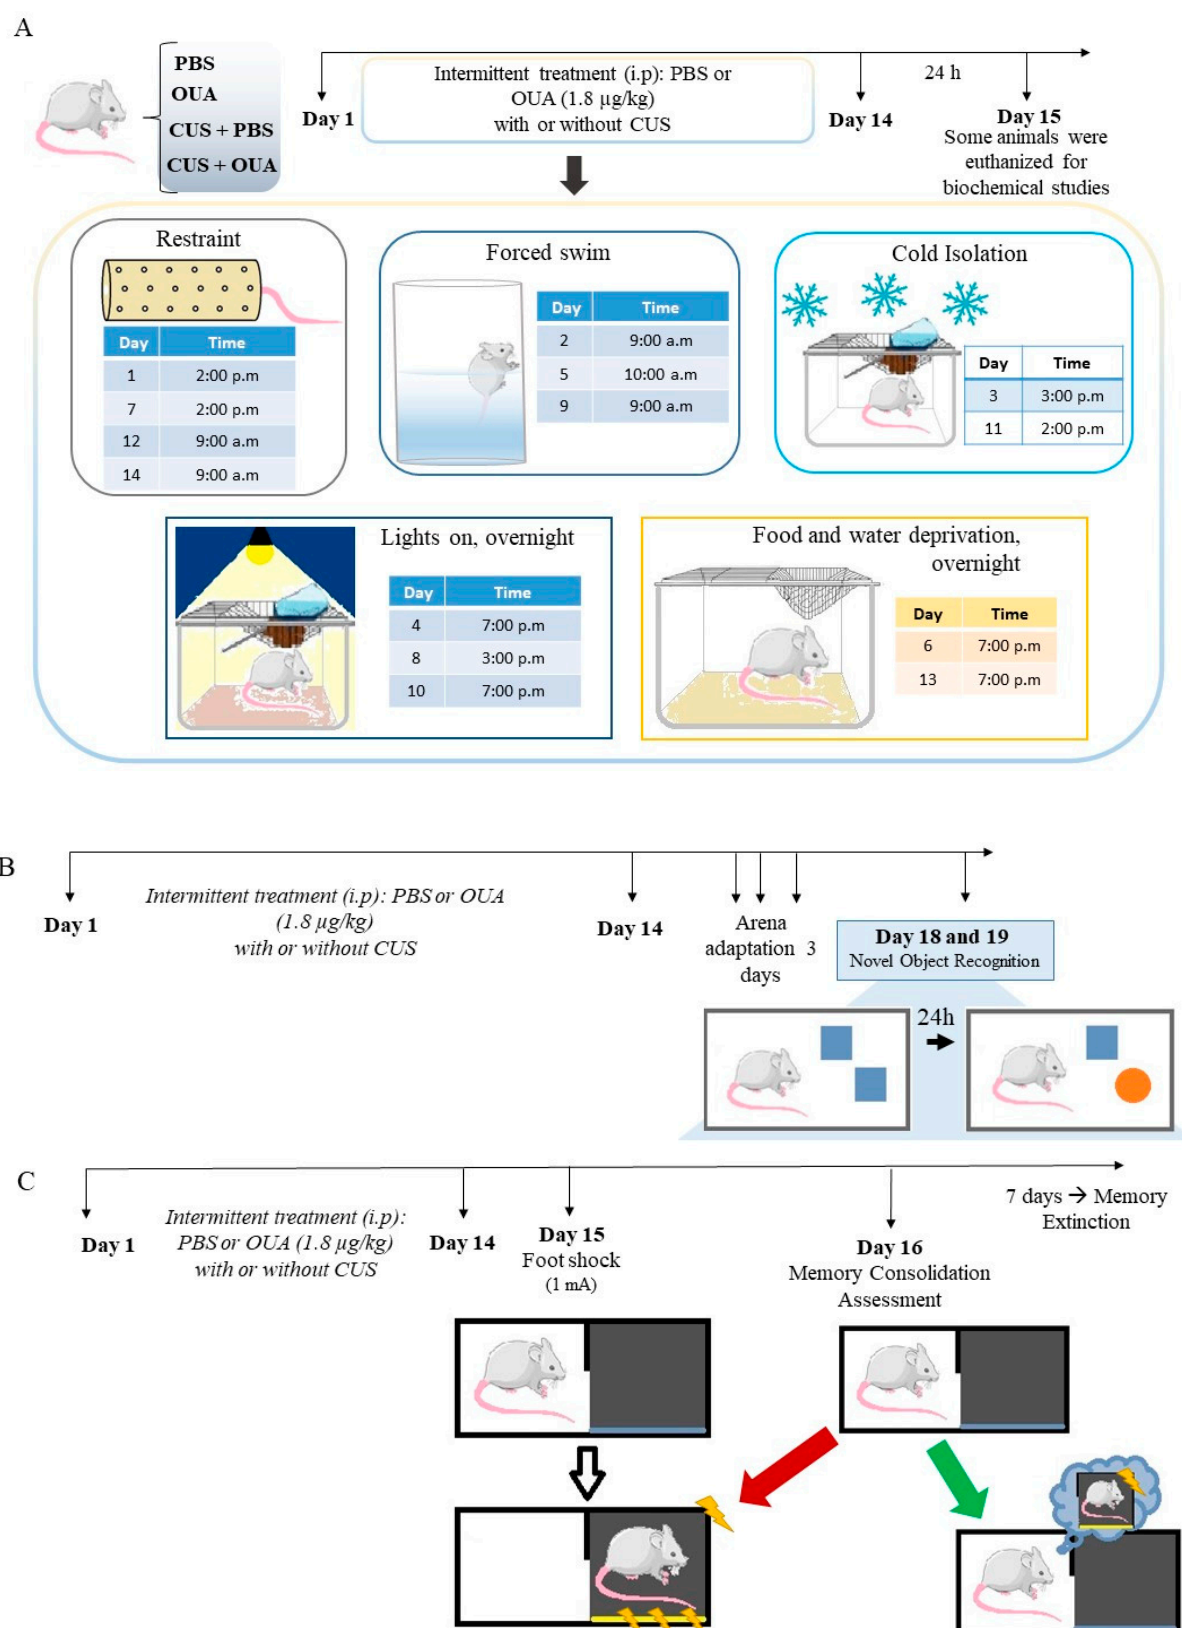 A
PBS
OUA
CUS + PBS
CUS + OUA
Day 1
Intermittent treatment (i.p): PBS or
OUA (1.8 µg/kg)
with or without CUS
Day 14
24 h
Day 15
Some animals were
euthanized for
biochemical studies
Restraint
Day Time
1 2:00 p.m
7 2:00 p.m
12 9:00 a.m
14 9:00 a.m
Forced swim
Day Time
2 9:00 a.m
5 10:00 a.m
9 9:00 a.m
Cold Isolation
Day Time
3 3:00 p.m
11 2:00 p.m
Lights on, overnight
Day Time
4 7:00 p.m
8 3:00 p.m
10 7:00 p.m
Food and water deprivation,
overnight
Day Time
6 7:00 p.m
13 7:00 p.m
B
Day 1
Intermittent treatment (i.p): PBS or OUA
(1.8 µg/kg)
with or without CUS
Day 14
Arena
adaptation 3
days
Day 18 and 19
Novel Object Recognition
24h
C
Day 1
Intermittent treatment (i.p):
PBS or OUA (1.8 µg/kg)
with or without CUS
Day 14
Day 15
Foot shock
(1 mA)
Day 16
Memory Consolidation
Assessment
7 days → Memory
Extinction